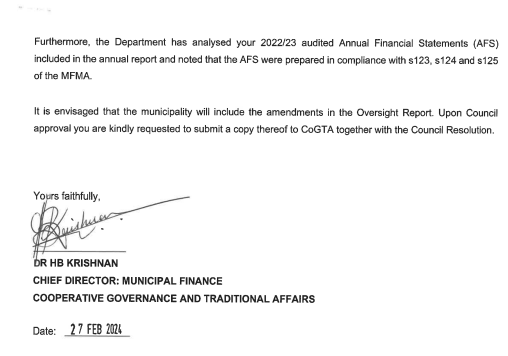 Furthermore, the Department has analysed your 2022/23 audited Annual Financial Statements (AFS)
included in the annual report and noted that the AFS were prepared in compliance with s123, s124 and s125
of the MFMA.
It is envisaged that the municipality will include the amendments in the Oversight Report. Upon Council
approval you are kindly requested to submit a copy thereof to CoGTA together with the Council Resolution.
Yours faithfully,
DR HB KRISHNAN
CHIEF DIRECTOR: MUNICIPAL FINANCE
COOPERATIVE GOVERNANCE AND TRADITIONAL AFFAIRS
Date: 27 FEB 2024